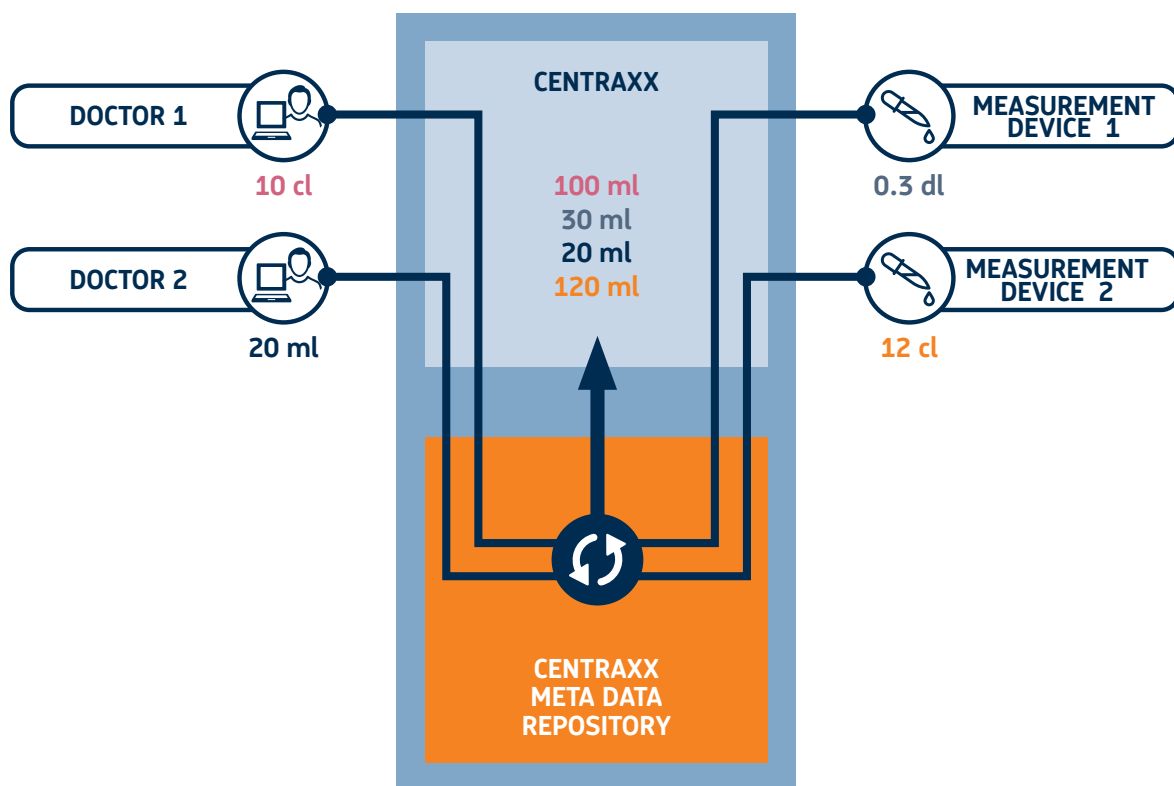 CENTRAXX
DOCTOR 1
10 cl
DOCTOR 2
20 ml
100 ml
30 ml
20 ml
120 ml
MEASUREMENT
DEVICE 1
0.3 dl
MEASUREMENT
DEVICE 2
12 cl
CENTRAXX
META DATA
REPOSITORY